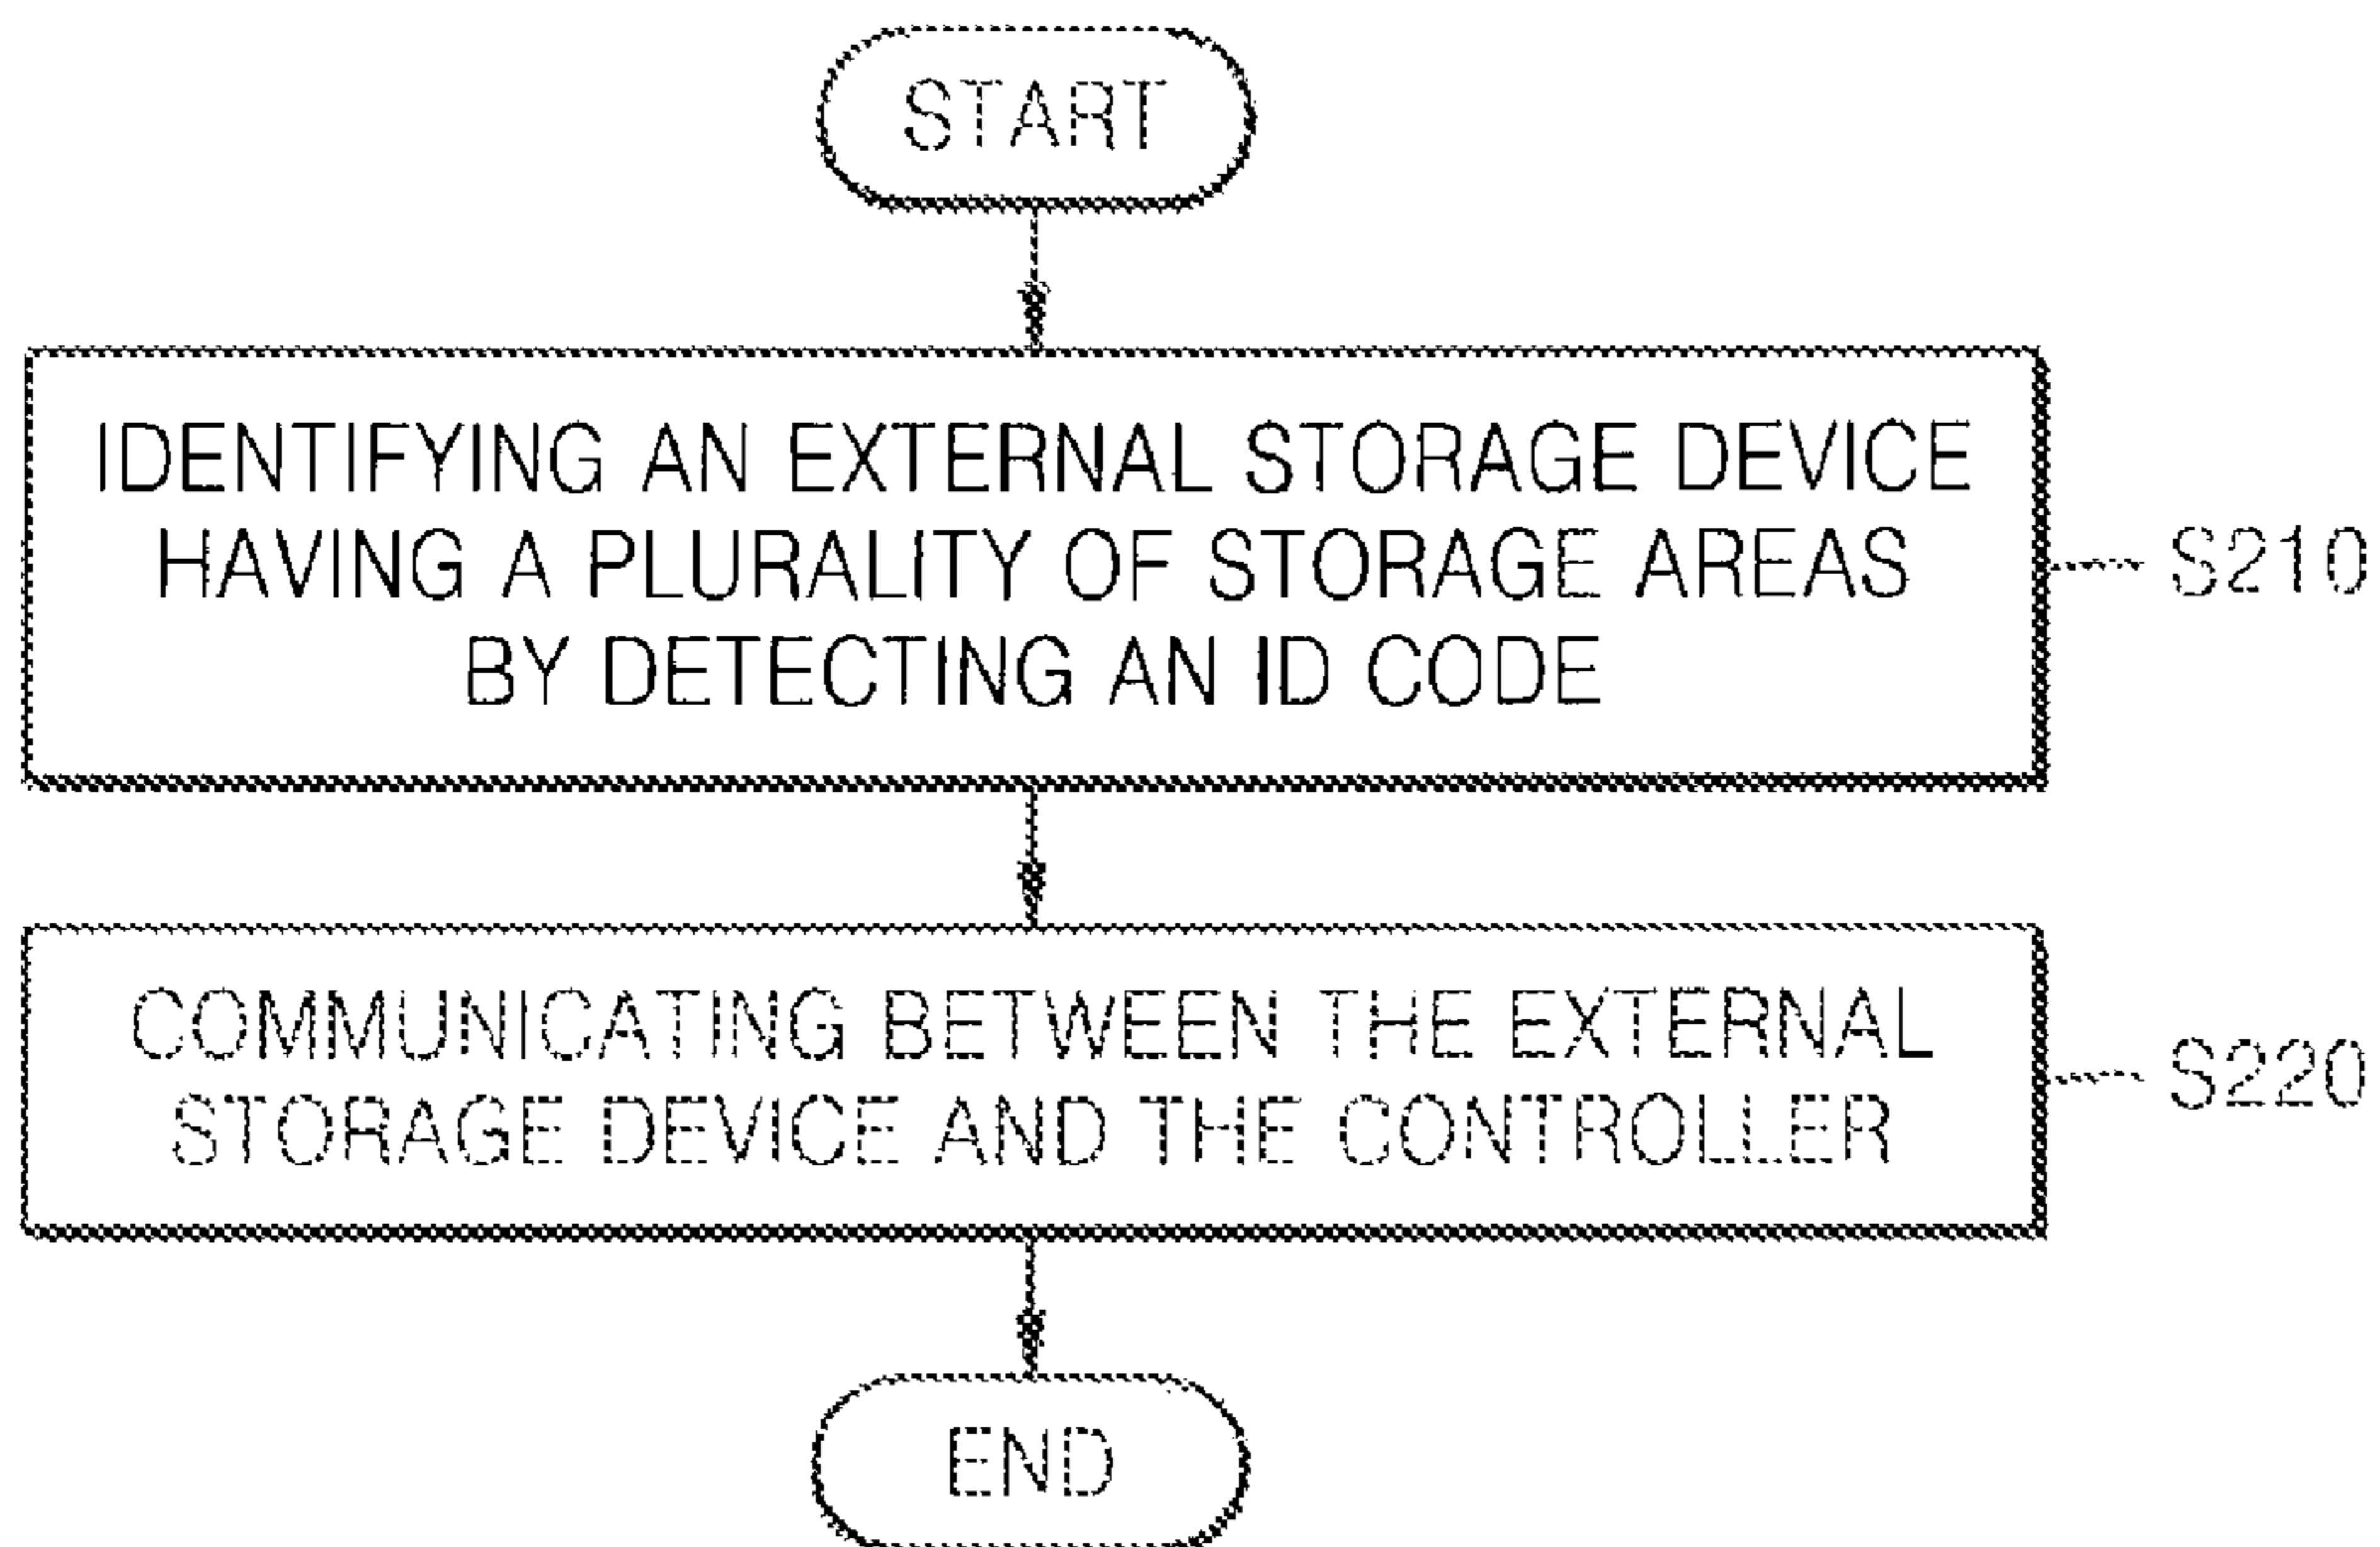 START
IDENTIFYING AN EXTERNAL STORAGE DEVICE
HAVING A PLURALITY OF STORAGE AREAS
BY DETECTING AN ID CODE
S210
COMMUNICATING BETWEEN THE EXTERNAL
STORAGE DEVICE AND THE CONTROLLER
S220
END